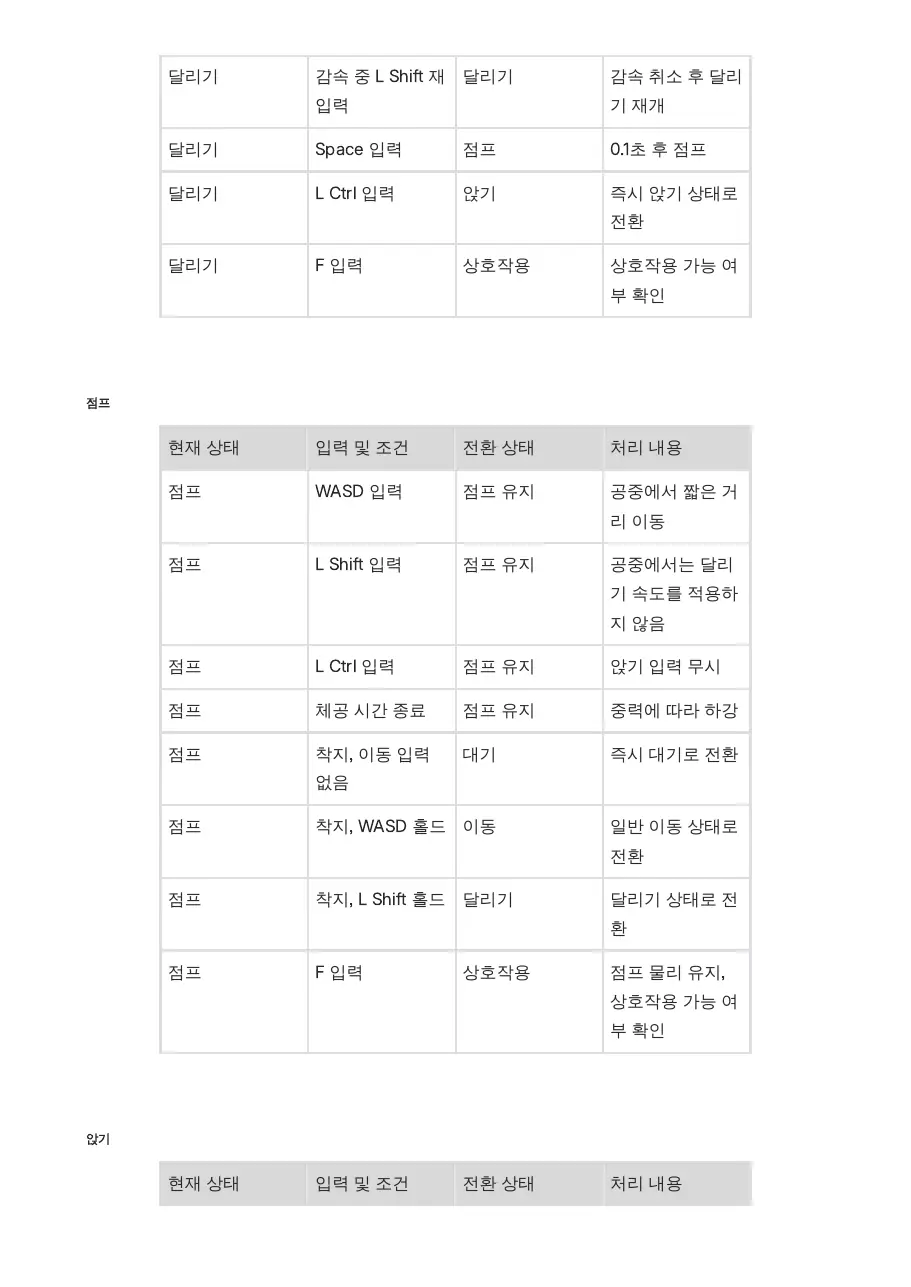 달리기 감속 중 L Shift 재 달리기 감속 취소 후 달리
입력 기 재개
달리기 Space 입력 점프 0.1초 후 점프
달리기 L Ctrl 입력 앉기 즉시 앉기 상태로
전환
달리기 F 입력 상호작용 상호작용 가능 여
부 확인
점프
현재 상태 입력 및 조건 전환 상태 처리 내용
점프 WASD 입력 점프 유지 공중에서 짧은 거
리 이동
점프 L Shift 입력 점프 유지 공중에서는 달리
기 속도를 적용하
지 않음
점프 L Ctrl 입력 점프 유지 앉기 입력 무시
점프 체공 시간 종료 점프 유지 중력에 따라 하강
점프 착지, 이동 입력 대기 즉시 대기로 전환
없음
점프 착지, WASD 홀드 이동 일반 이동 상태로
전환
점프 착지, L Shift 홀드 달리기 달리기 상태로 전
환
점프 F 입력 상호작용 점프 물리 유지,
상호작용 가능 여
부 확인
앉기
현재 상태 입력 및 조건 전환 상태 처리 내용